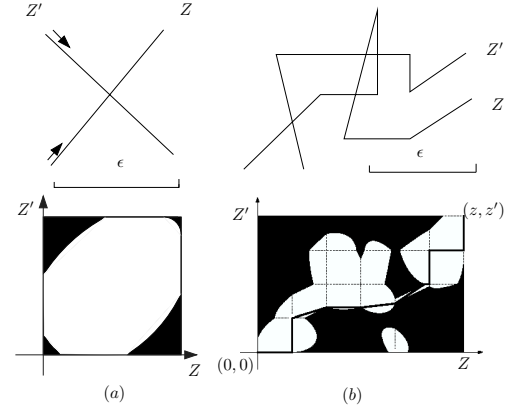 Z′ Z
Z′
Z
ϵ
ϵ
Z′ Z′ (z, z′)
(0, 0)
Z Z
(a) (b)